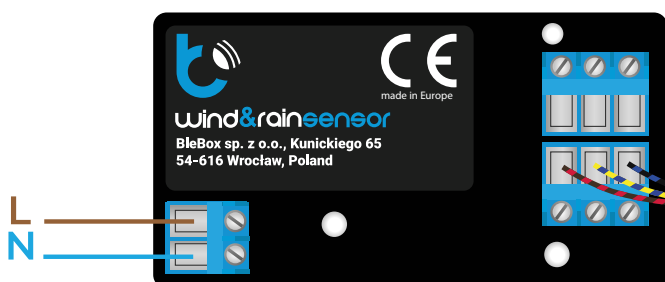 CE
made in Europe
wind&rainsensor
BleBox sp. z o.o., Kunickiego 65
54-616 Wrocław, Poland
L
N